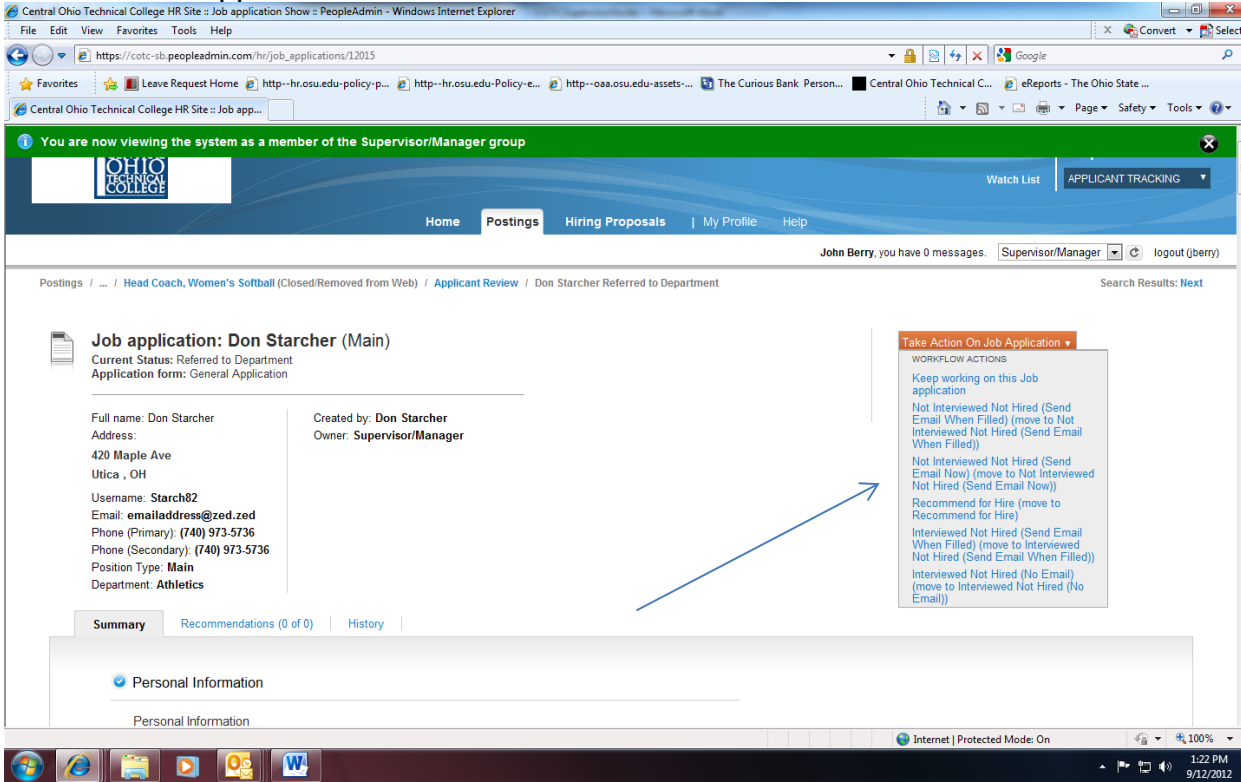 Central Ohio Technical College HR Site :: Job application Show :: PeopleAdmin - Windows Internet Explorer
File Edit View Favorites Tools Help
Convert Select
https://cotc-sb.peopleadmin.com/hr/job_applications/12015
Google
Favorites Leave Request Home http--hr.osu.edu-policy-p... http--hr.osu.edu-Policy-e... http--oaa.osu.edu-assets-... The Curious Bank Person... Central Ohio Technical C... eReports - The Ohio State ...
Central Ohio Technical College HR Site :: Job app...
Page Safety Tools
You are now viewing the system as a member of the Supervisor/Manager group
OHIO
TECHNICAL
COLLEGE
Watch List APPLICANT TRACKING
Home Postings Hiring Proposals | My Profile Help
John Berry, you have 0 messages. Supervisor/Manager logout (jberry)
Postings / ... / Head Coach, Women's Softball (Closed/Removed from Web) / Applicant Review / Don Starcher Referred to Department
Search Results: Next
Job application: Don Starcher (Main)
Current Status: Referred to Department
Application form: General Application
Full name: Don Starcher
Address:
420 Maple Ave
Utica , OH
Username: Starch82
Email: emailaddress@zed.zed
Phone (Primary): (740) 973-5736
Phone (Secondary): (740) 973-5736
Position Type: Main
Department: Athletics
Created by: Don Starcher
Owner: Supervisor/Manager
Take Action On Job Application
WORKFLOW ACTIONS
Keep working on this Job
application
Not Interviewed Not Hired (Send
Email When Filled) (move to Not
Interviewed Not Hired (Send Email
When Filled))
Not Interviewed Not Hired (Send
Email Now) (move to Not Interviewed
Not Hired (Send Email Now))
Recommend for Hire (move to
Recommend for Hire)
Interviewed Not Hired (Send Email
When Filled) (move to Interviewed
Not Hired (Send Email When Filled))
Interviewed Not Hired (No Email)
(move to Interviewed Not Hired (No
Email))
Summary Recommendations (0 of 0) History
Personal Information
Personal Information
Internet | Protected Mode: On
100%
1:22 PM
9/12/2012